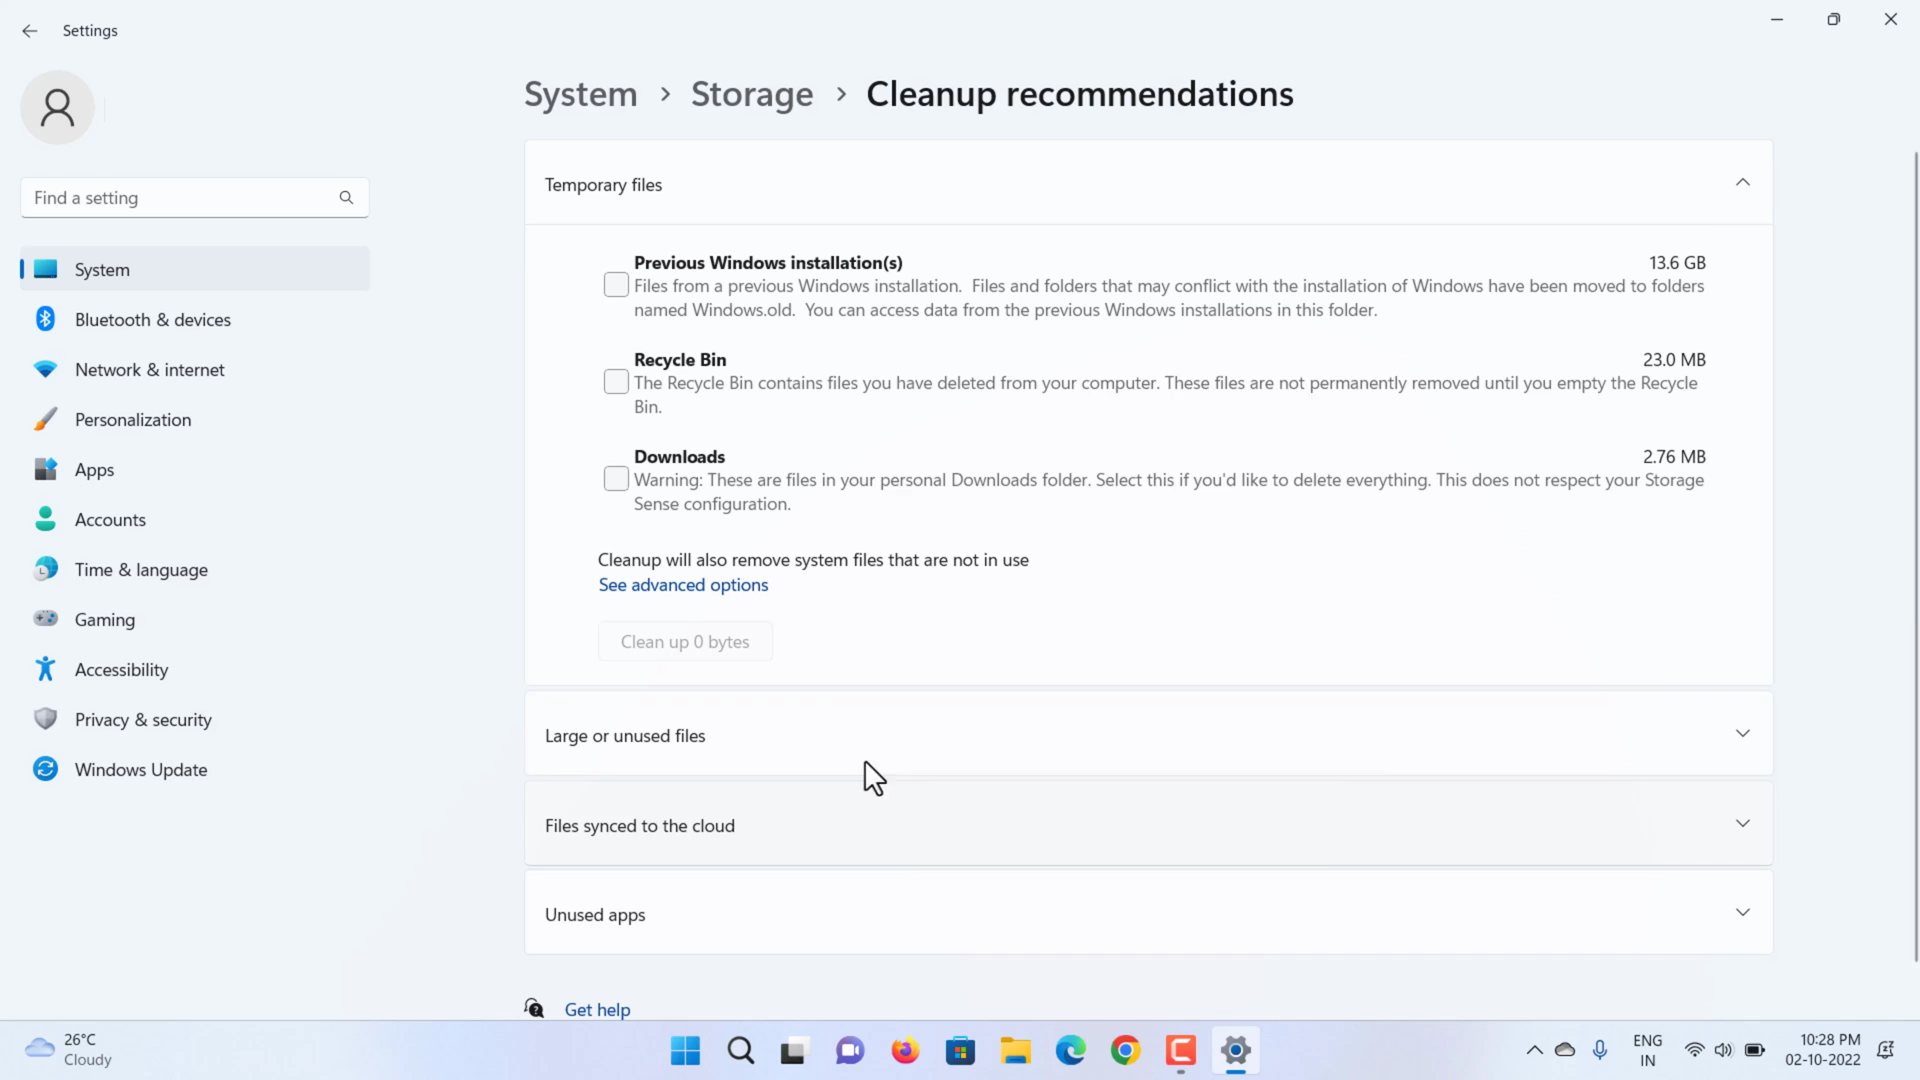 Settings
Find a setting
System
Bluetooth & devices
Network & internet
Personalization
Apps
Accounts
Time & language
Gaming
Accessibility
Privacy & security
Windows Update
System > Storage > Cleanup recommendations
Temporary files
Previous Windows installation(s) 13.6 GB
Files from a previous Windows installation.  Files and folders that may conflict with the installation of Windows have been moved to folders
named Windows.old.  You can access data from the previous Windows installations in this folder.
Recycle Bin 23.0 MB
The Recycle Bin contains files you have deleted from your computer. These files are not permanently removed until you empty the Recycle
Bin.
Downloads 2.76 MB
Warning: These are files in your personal Downloads folder. Select this if you'd like to delete everything. This does not respect your Storage
Sense configuration.
Cleanup will also remove system files that are not in use
See advanced options
Clean up 0 bytes
Large or unused files
Files synced to the cloud
Unused apps
Get help
26°C
Cloudy
ENG
IN
10:28 PM
02-10-2022